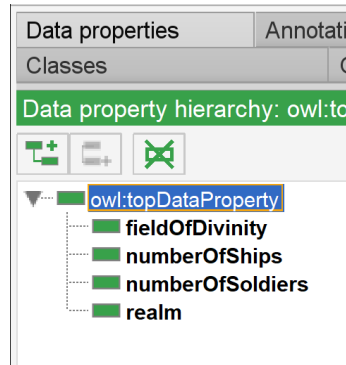 Data properties Annotati
Classes
Data property hierarchy: owl:to
owl:topDataProperty
fieldOfDivinity
numberOfShips
numberOfSoldiers
realm